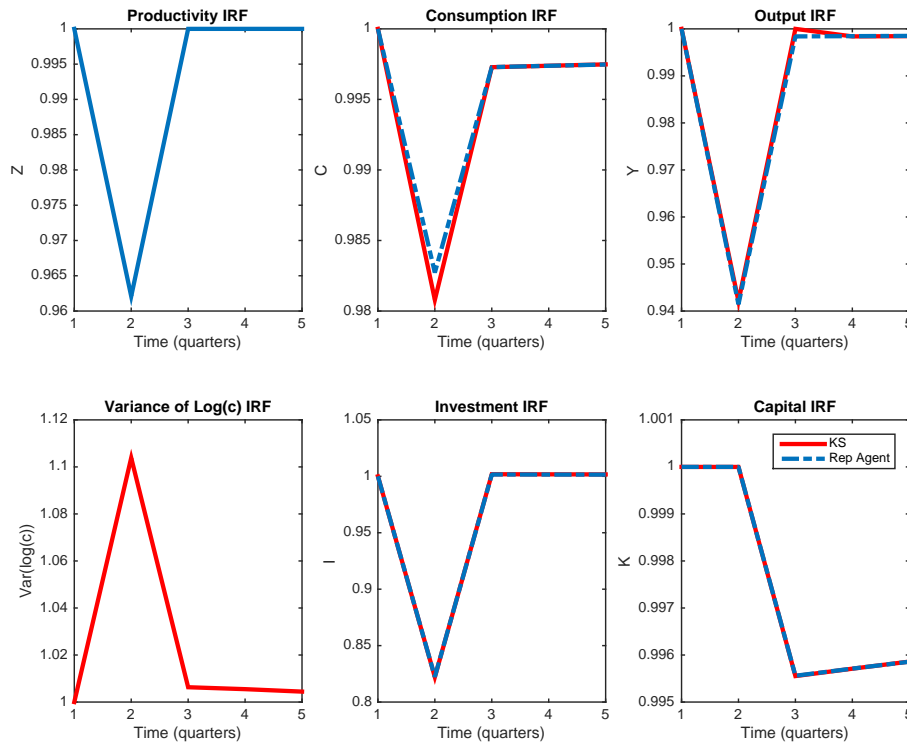 Productivity IRF
1
0.995
0.99
0.985
0.98
0.975
0.97
0.965
0.96
Z
1 2 3 4 5
Time (quarters)
Consumption IRF
1
0.995
0.99
0.985
0.98
C
1 2 3 4 5
Time (quarters)
Output IRF
1
0.99
0.98
0.97
0.96
0.95
0.94
Y
1 2 3 4 5
Time (quarters)
Variance of Log(c) IRF
1.12
1.1
1.08
1.06
1.04
1.02
1
Var(log(c))
1 2 3 4 5
Time (quarters)
Investment IRF
1.05
1
0.95
0.9
0.85
0.8
I
1 2 3 4 5
Time (quarters)
Capital IRF
1.001
1
0.999
0.998
0.997
0.996
0.995
K
KS
Rep Agent
1 2 3 4 5
Time (quarters)